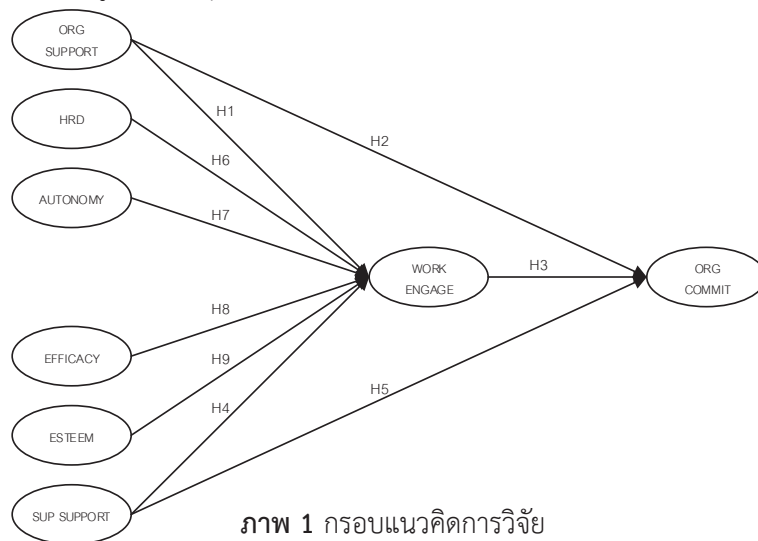 ORG
SUPPORT
H1
H2
HRD
H6
AUTONOMY
H7
WORK
ENGAGE
H3
ORG
COMMIT
H8
EFFICACY
H9
H4
H5
ESTEEM
SUP SUPPORT
ภาพ 1 กรอบแนวคิดการวิจัย